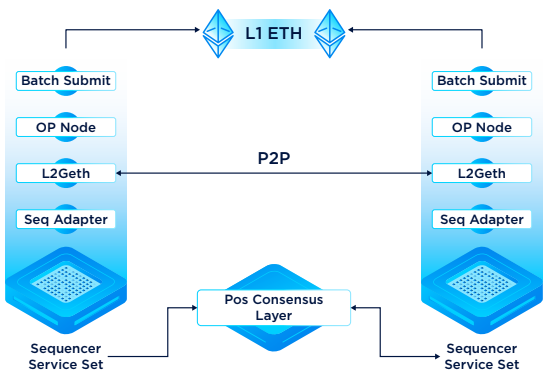 L1 ETH
Batch Submit
Batch Submit
OP Node
OP Node
P2P
L2Geth
L2Geth
Seq Adapter
Seq Adapter
Pos Consensus
Layer
Sequencer
Service Set
Sequencer
Service Set